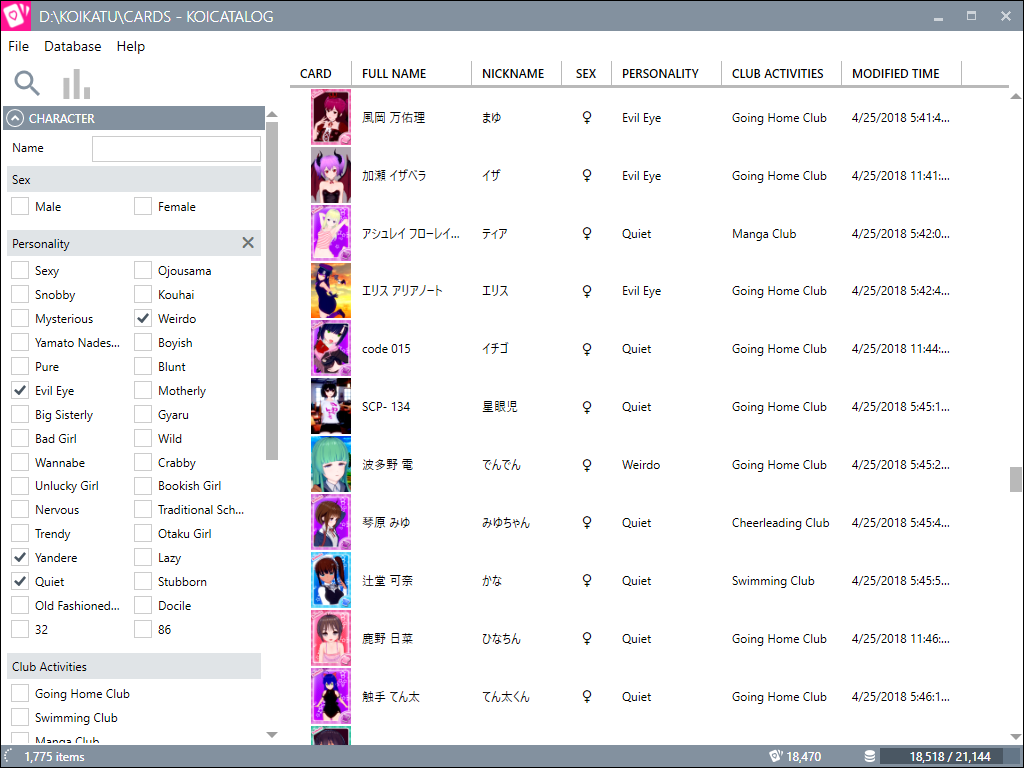 D:\KOIKATU\CARDS - KOICATALOG
File Database Help
CARD FULL NAME NICKNAME SEX PERSONALITY CLUB ACTIVITIES MODIFIED TIME
CHARACTER
Name
Sex
Male Female
Personality
Sexy Ojousama
Snobby Kouhai
Mysterious Weirdo
Yamato Nades... Boyish
Pure Blunt
Evil Eye Motherly
Big Sisterly Gyaru
Bad Girl Wild
Wannabe Crabby
Unlucky Girl Bookish Girl
Nervous Traditional Sch...
Trendy Otaku Girl
Yandere Lazy
Quiet Stubborn
Old Fashioned... Docile
32 86
Club Activities
Going Home Club
Swimming Club
Manga Club
風岡 万佑理 まゆ ♀ Evil Eye Going Home Club 4/25/2018 5:41:4...
加瀬 イザベラ イザ ♀ Evil Eye Going Home Club 4/25/2018 11:41:...
アシュレイ フローレイ... ティア ♀ Quiet Manga Club 4/25/2018 5:42:0...
エリス アリアノート エリス ♀ Evil Eye Going Home Club 4/25/2018 5:42:4...
code 015 イチゴ ♀ Quiet Going Home Club 4/25/2018 11:44:...
SCP- 134 星眼児 ♀ Quiet Going Home Club 4/25/2018 5:45:1...
波多野 電 でんでん ♀ Weirdo Going Home Club 4/25/2018 5:45:2...
琴原 みゆ みゆちゃん ♀ Quiet Cheerleading Club 4/25/2018 5:45:4...
辻堂 可奈 かな ♀ Quiet Swimming Club 4/25/2018 5:45:5...
鹿野 日菜 ひなちん ♀ Quiet Going Home Club 4/25/2018 11:46:...
触手 てん太 てん太くん ♀ Quiet Going Home Club 4/25/2018 5:46:1...
1,775 items 18,470 18,518 / 21,144